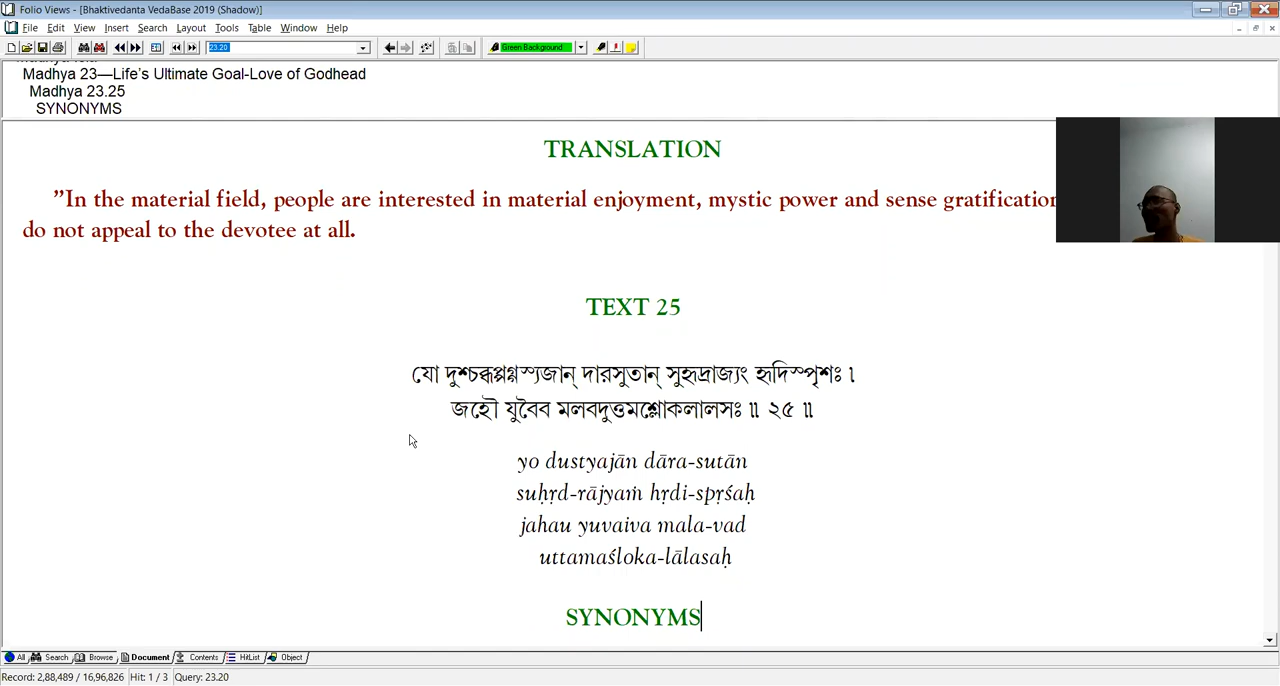 Folio Views - [Bhaktivedanta VedaBase 2019 (Shadow)]
File Edit View Insert Search Layout Tools Table Window Help
23.20 Green Background
Madhya 23—Life's Ultimate Goal-Love of Godhead
Madhya 23.25
SYNONYMS
TRANSLATION
"In the material field, people are interested in material enjoyment, mystic power and sense gratification
do not appeal to the devotee at all.
TEXT 25
দারসুতান্ সুহৃদ্রাজ্যং হৃদিস্পৃশঃ ।
জহৌ যুবৈব মলবদুত্তমশ্লোকলালসঃ ॥ ২৫ ॥
yo dustyajān dāra-sutān
suhṛd-rājyaṁ hṛdi-spṛśaḥ
jahau yuvaiva mala-vad
uttamaśloka-lālasaḥ
SYNONYMS
All Search Browse Document Contents HitList Object
Record: 2,88,489 / 16,96,826 Hit: 1 / 3 Query: 23.20